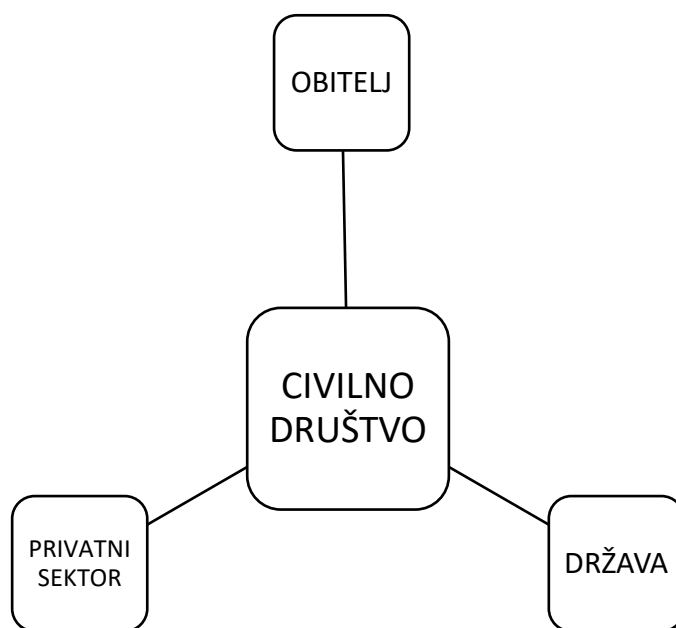 OBITELJ
CIVILNO
DRUŠTVO
PRIVATNI
SEKTOR
DRŽAVA